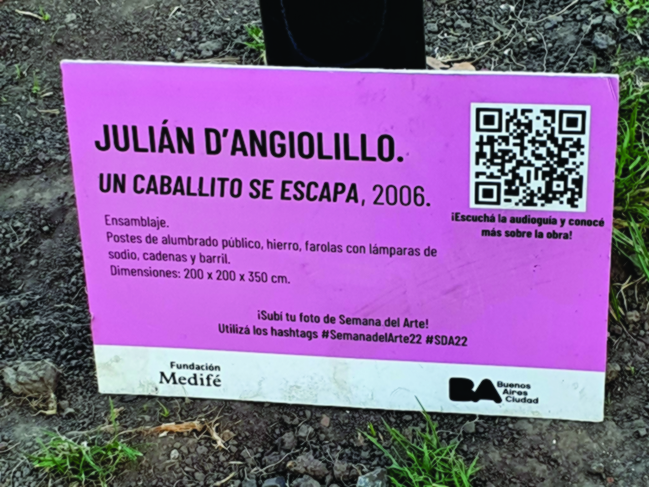 JULIÁN D'ANGIOLILLO.
UN CABALLITO SE ESCAPA, 2006.
Ensamblaje.
Postes de alumbrado público, hierro, farolas con lámparas de
sodio, cadenas y barril.
Dimensiones: 200 x 200 x 350 cm.
¡Escuchá la audioguía y conocé
más sobre la obra!
¡Subí tu foto de Semana del Arte!
Utilizá los hashtags #SemanadelArte22 #SDA22
Fundación
Medifé
BA
Buenos
Aires
Ciudad